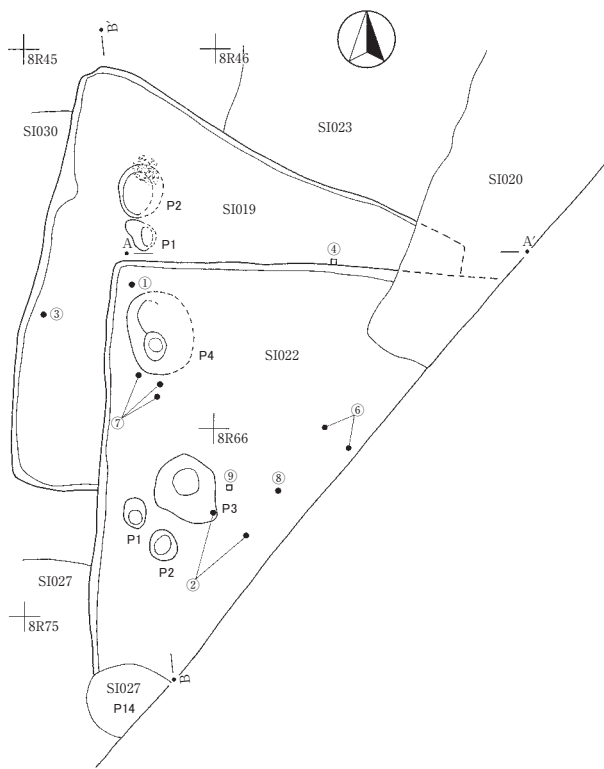 B′
8R45
8R46
SI030
SI023
SI020
P2
SI019
P1
A
④
A′
①
③
P4
SI022
⑦
⑥
8R66
⑨
⑧
P3
P1
P2
②
SI027
8R75
B
SI027
P14